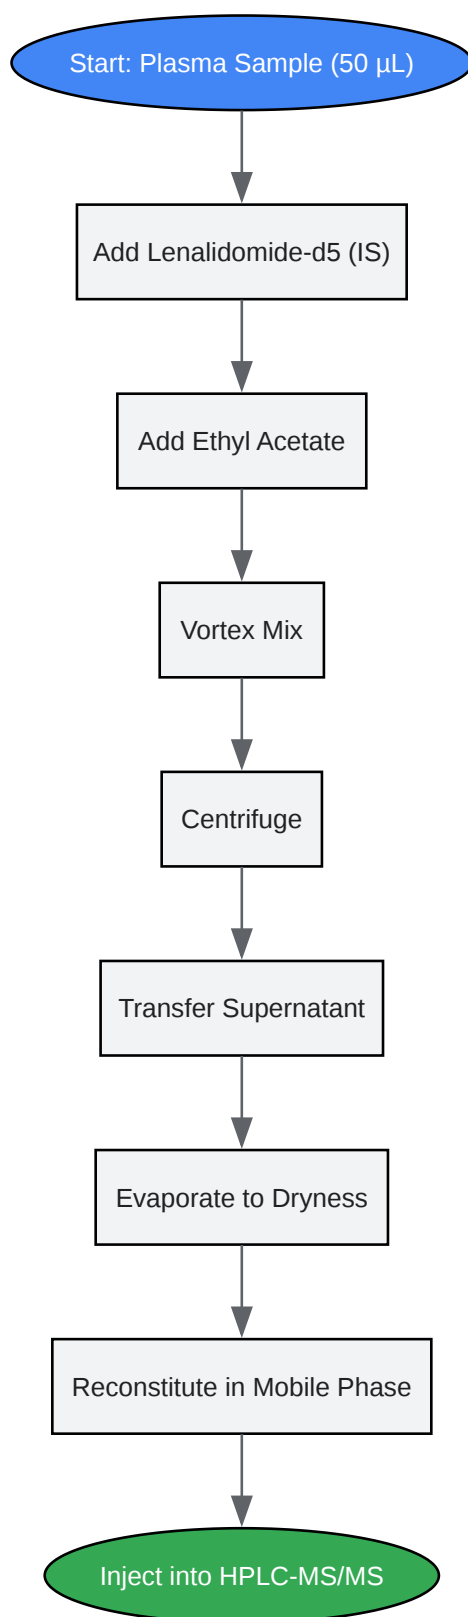 Start: Plasma Sample (50 µL)
Add Lenalidomide-d5 (IS)
Add Ethyl Acetate
Vortex Mix
Centrifuge
Transfer Supernatant
Evaporate to Dryness
Reconstitute in Mobile Phase
Inject into HPLC-MS/MS